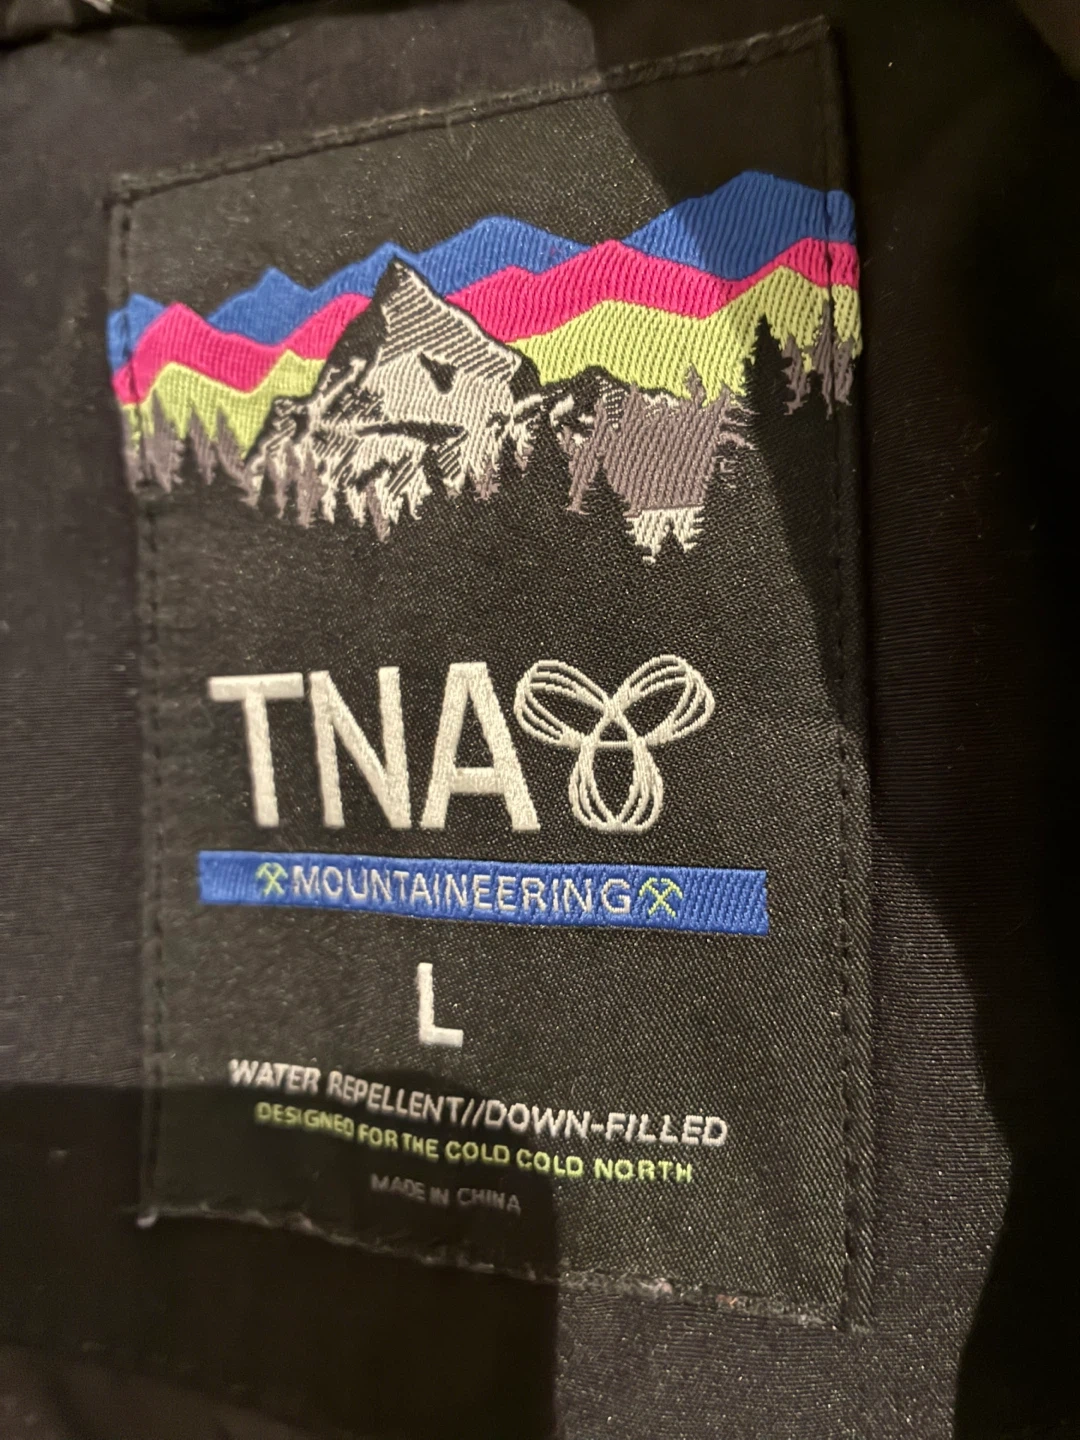 TNA
MOUNTAINEERING
L
WATER REPELLENT//DOWN-FILLED
DESIGNED FOR THE COLD COLD NORTH
MADE IN CHINA